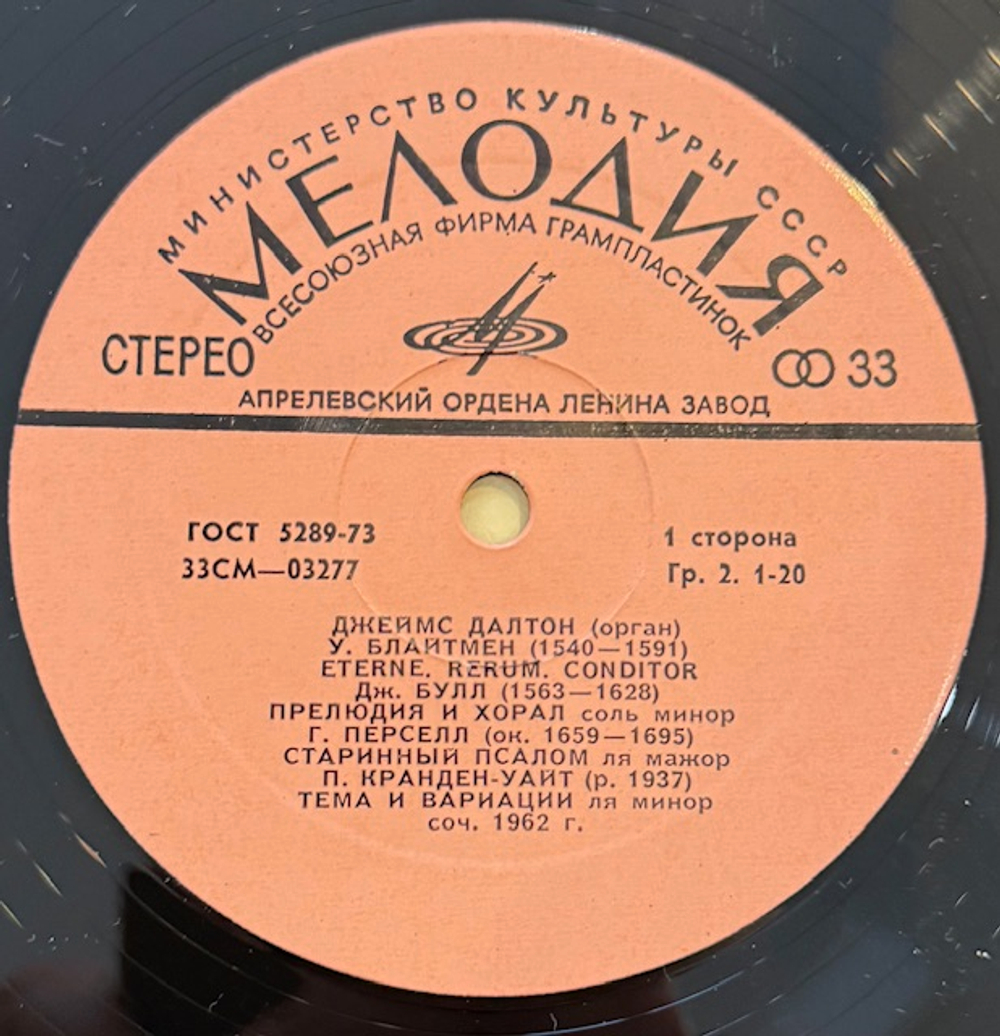 МИНИСТЕРСТВО КУЛЬТУРЫ СССР
МЕЛОДИЯ
ВСЕСОЮЗНАЯ ФИРМА ГРАМПЛАСТИНОК
СТЕРЕО
33
АПРЕЛЕВСКИЙ ОРДЕНА ЛЕНИНА ЗАВОД
ГОСТ 5289-73
1 сторона
33СМ—03277
Гр. 2. 1-20
ДЖЕЙМС ДАЛТОН (орган)
У. БЛАЙТМЕН (1540—1591)
ETERNE. RERUM. CONDITOR
Дж. БУЛЛ (1563—1628)
ПРЕЛЮДИЯ И ХОРАЛ соль минор
Г. ПЕРСЕЛЛ (ок. 1659—1695)
СТАРИННЫЙ ПСАЛОМ ля мажор
П. КРАНДЕН-УАЙТ (р. 1937)
ТЕМА И ВАРИАЦИИ ля минор
соч. 1962 г.